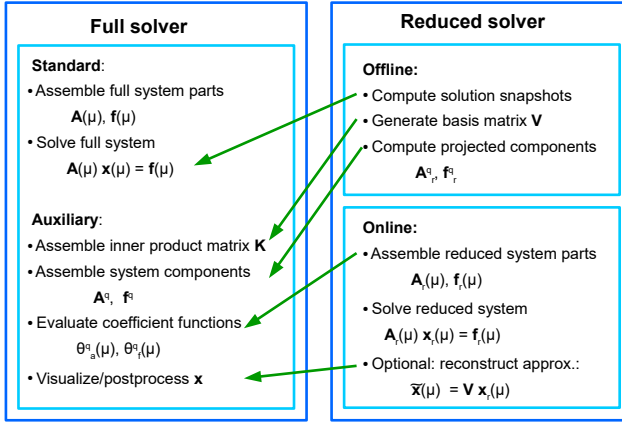 Full solver
Standard:
• Assemble full system parts
A(μ), f(μ)
• Solve full system
A(μ) x(μ) = f(μ)
Auxiliary:
• Assemble inner product matrix K
• Assemble system components
A^q, f^q
• Evaluate coefficient functions
θ^q_a(μ), θ^q_f(μ)
• Visualize/postprocess x
Reduced solver
Offline:
• Compute solution snapshots
• Generate basis matrix V
• Compute projected components
A^q_r, f^q_r
Online:
• Assemble reduced system parts
A_r(μ), f_r(μ)
• Solve reduced system
A_r(μ) x_r(μ) = f_r(μ)
• Optional: reconstruct approx.:
x̃(μ) = V x_r(μ)